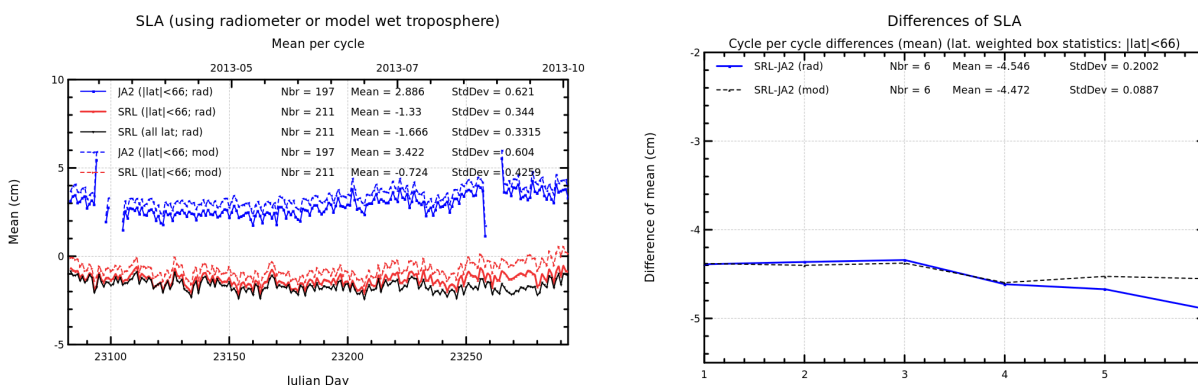 SLA (using radiometer or model wet troposphere)
Mean per cycle
2013-05 2013-07 2013-10
10
5
0
-5
Mean (cm)
JA2 (|lat|<66; rad) Nbr = 197 Mean = 2.886 StdDev = 0.621
SRL (|lat|<66; rad) Nbr = 211 Mean = -1.33 StdDev = 0.344
SRL (all lat; rad) Nbr = 211 Mean = -1.666 StdDev = 0.3315
JA2 (|lat|<66; mod) Nbr = 197 Mean = 3.422 StdDev = 0.604
SRL (|lat|<66; mod) Nbr = 211 Mean = -0.724 StdDev = 0.4259
23100 23150 23200 23250
Julian Day
Differences of SLA
Cycle per cycle differences (mean) (lat. weighted box statistics: |lat|<66)
-2
-3
-4
-5
Difference of mean (cm)
SRL-JA2 (rad) Nbr = 6 Mean = -4.546 StdDev = 0.2002
SRL-JA2 (mod) Nbr = 6 Mean = -4.472 StdDev = 0.0887
1 2 3 4 5